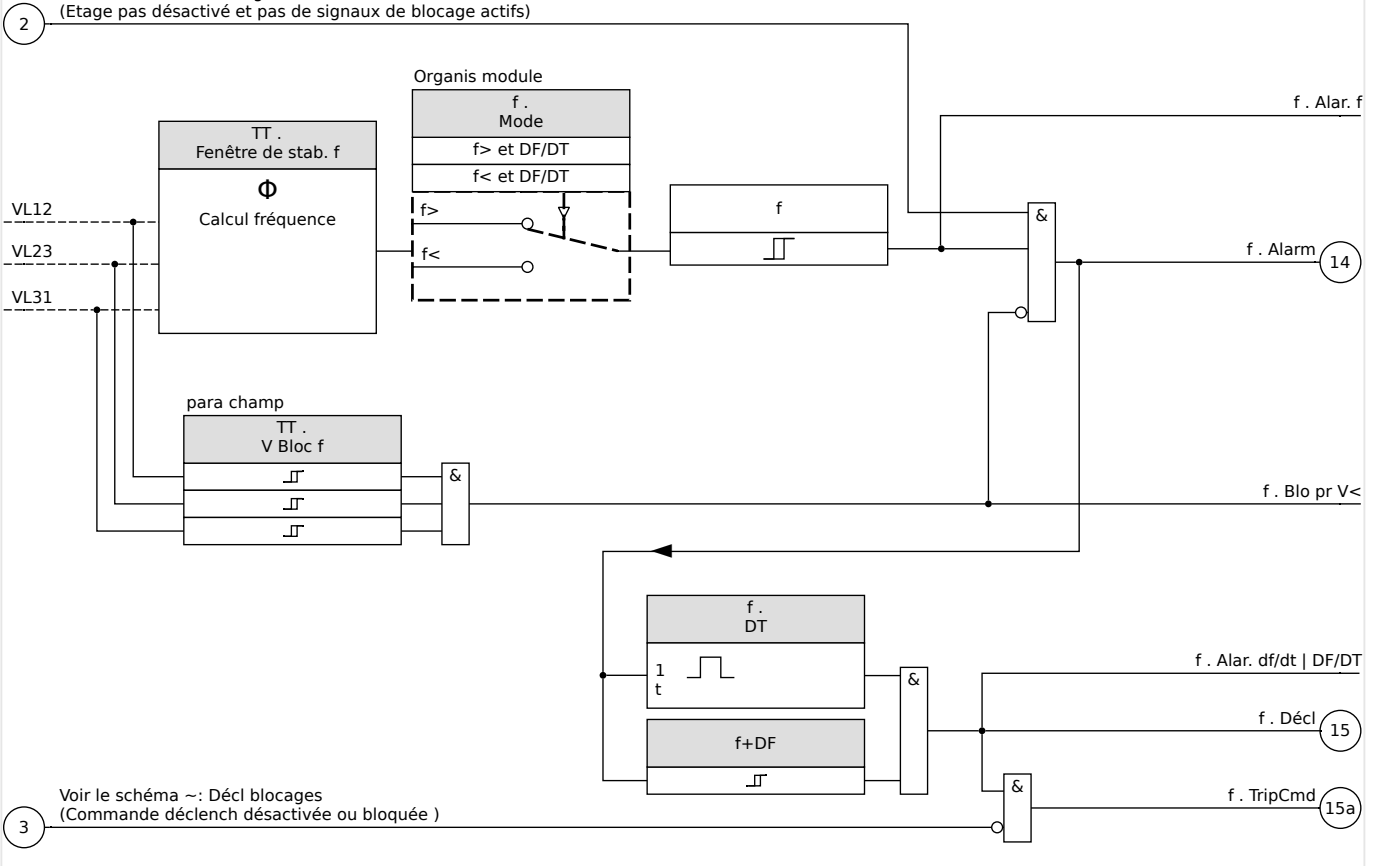 (Etage pas désactivé et pas de signaux de blocage actifs)
2
Organis module
f .
Mode
f> et DF/DT
f< et DF/DT
f . Alar. f
TT .
Fenêtre de stab. f
Φ
Calcul fréquence
VL12
VL23
VL31
f>
f<
f
&
f . Alarm
14
para champ
TT .
V Bloc f
&
f . Blo pr V<
f .
DT
1
t
&
f . Alar. df/dt | DF/DT
f+DF
f . Décl
15
Voir le schéma ~: Décl blocages
(Commande déclench désactivée ou bloquée )
3
&
f . TripCmd
15a